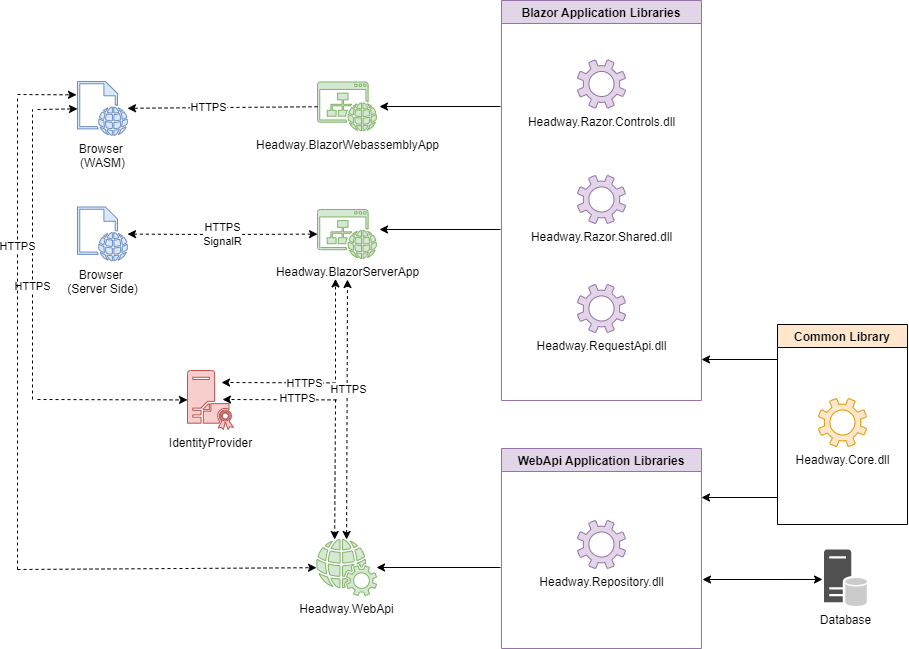 Blazor Application Libraries
Headway.Razor.Controls.dll
HTTPS
Headway.BlazorWebassemblyApp
Browser
(WASM)
Headway.Razor.Shared.dll
HTTPS
SignalR
HTTPS
Headway.BlazorServerApp
Browser
(Server Side)
HTTPS
Common Library
Headway.RequestApi.dll
HTTPS
HTTPS
HTTPS
IdentityProvider
WebApi Application Libraries
Headway.Core.dll
Headway.Repository.dll
Headway.WebApi
Database